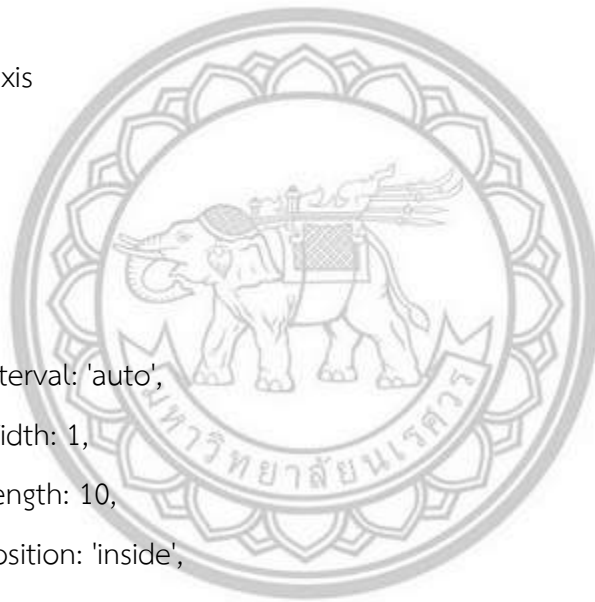 xis
terval: 'auto',
idth: 1,
ength: 10,
osition: 'inside',
มหาวิทยาลัยนเรศวร